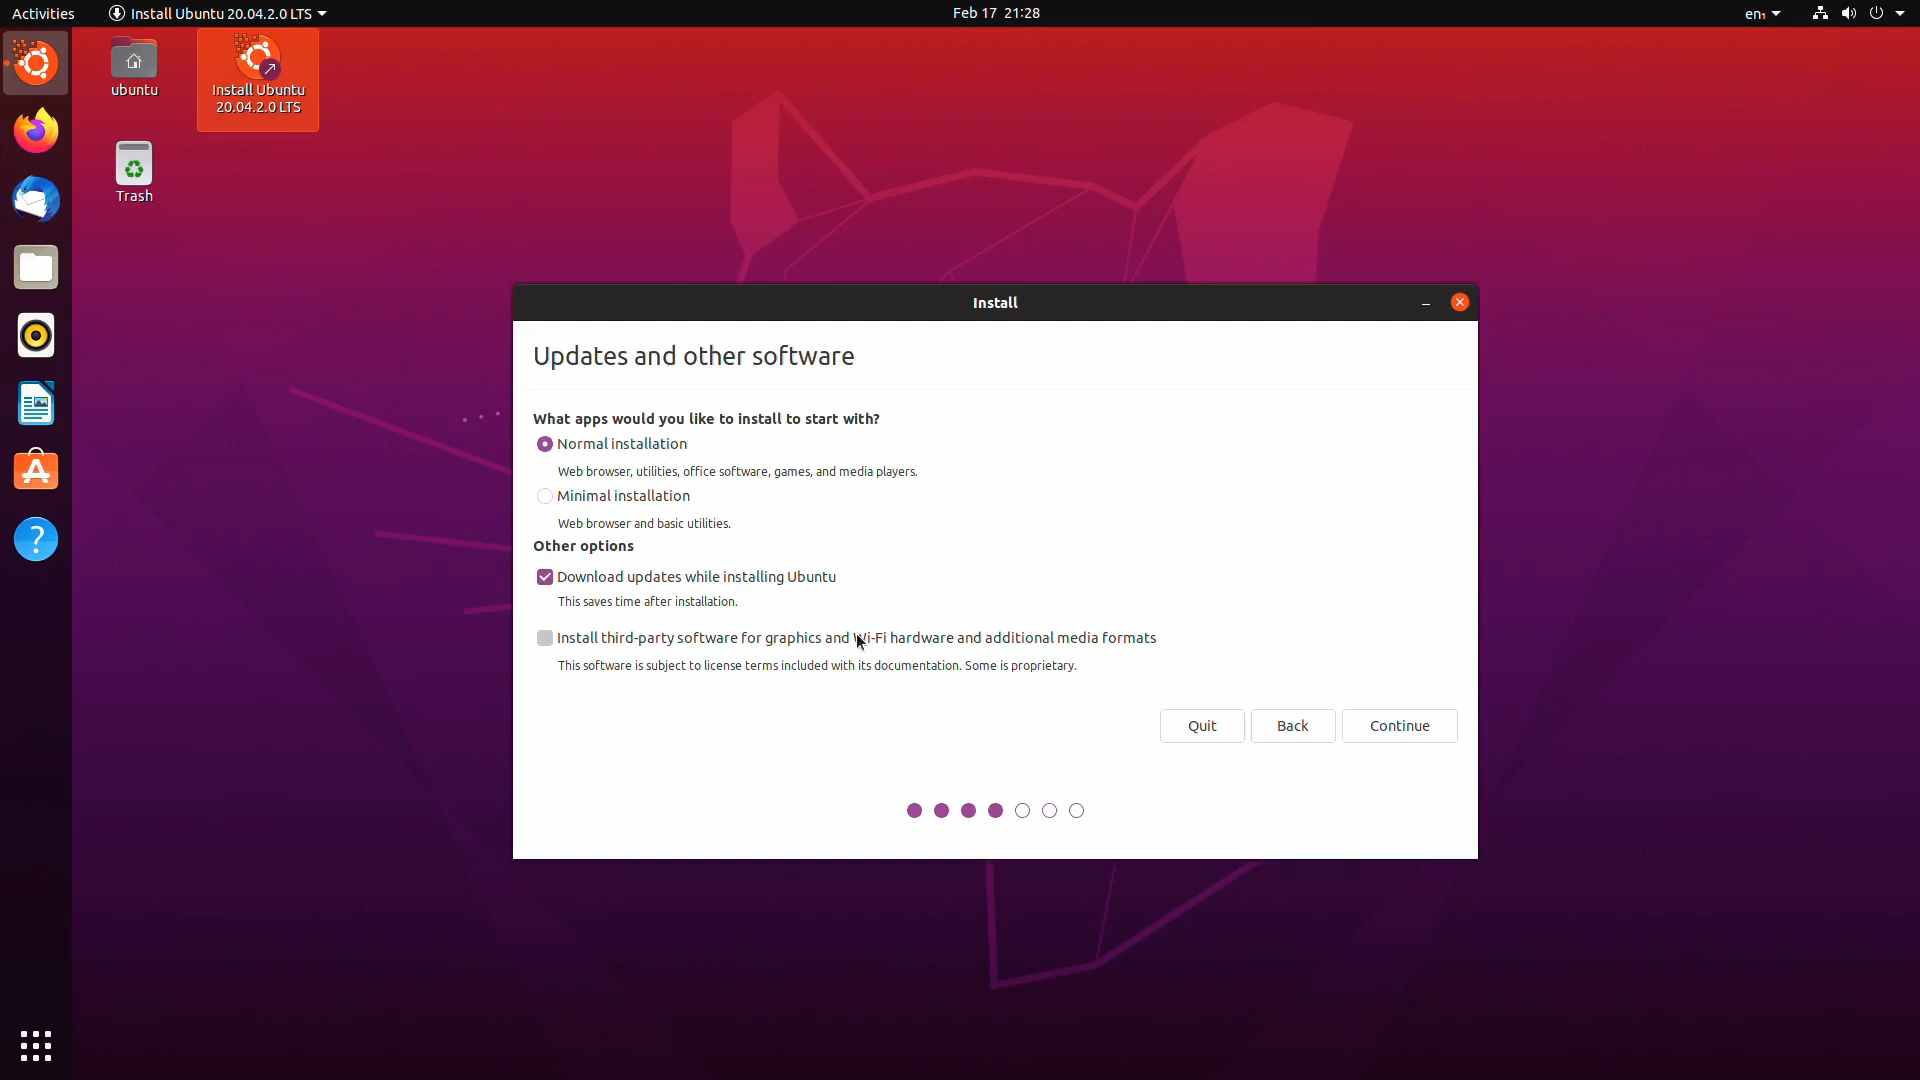 Activities
Install Ubuntu 20.04.2.0 LTS
Feb 17 21:28
en₁
ubuntu
Install Ubuntu
20.04.2.0 LTS
Trash
Install
Updates and other software
What apps would you like to install to start with?
Normal installation
Web browser, utilities, office software, games, and media players.
Minimal installation
Web browser and basic utilities.
Other options
Download updates while installing Ubuntu
This saves time after installation.
Install third-party software for graphics and Wi-Fi hardware and additional media formats
This software is subject to license terms included with its documentation. Some is proprietary.
Quit
Back
Continue